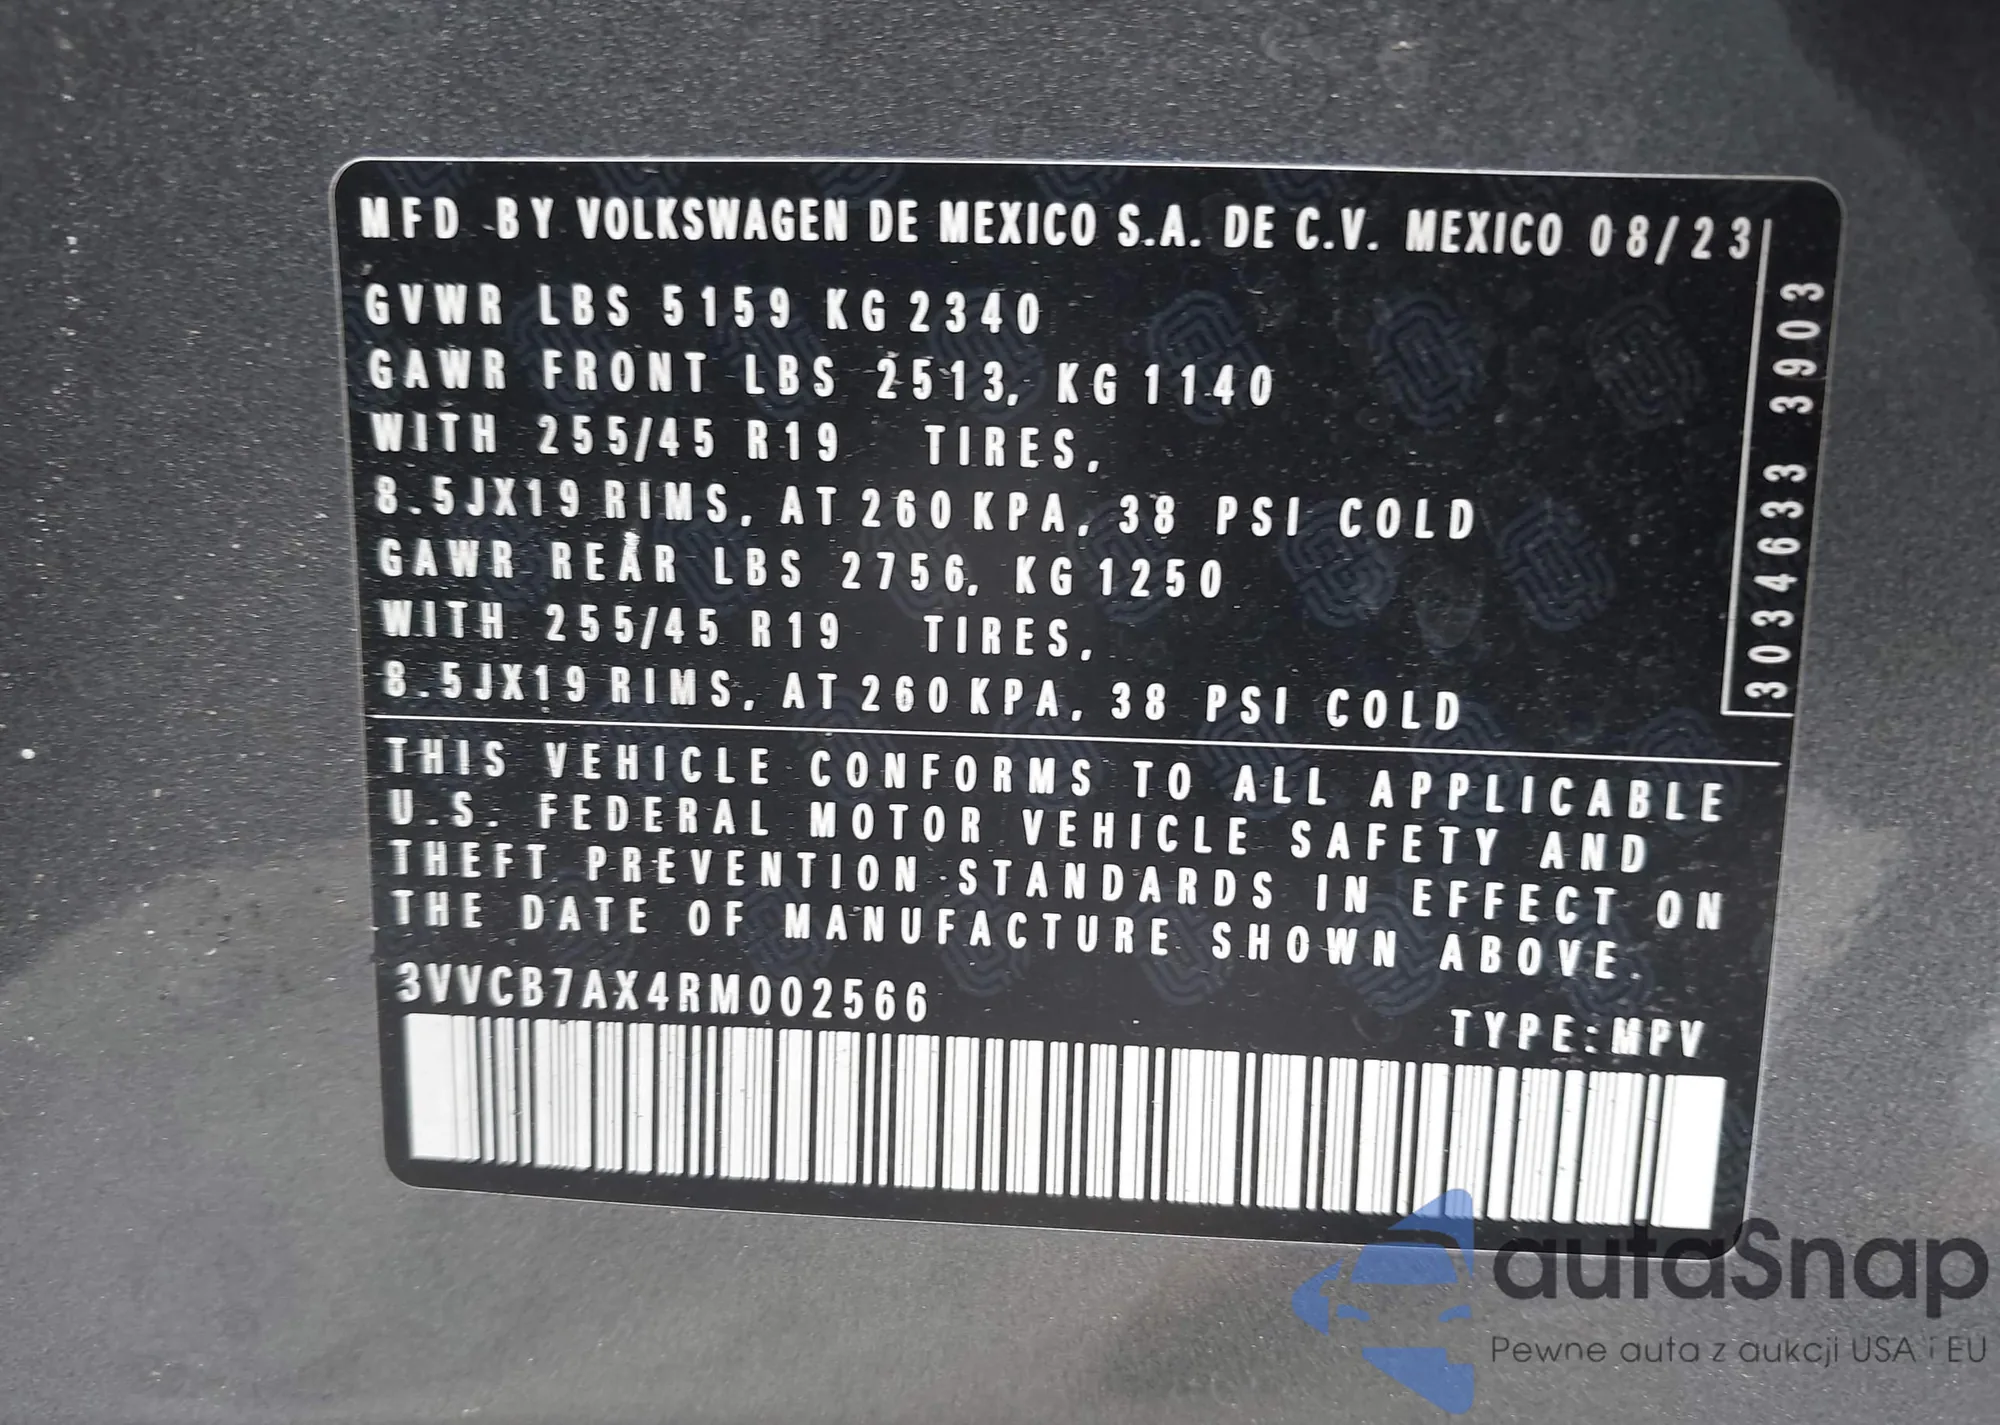 MFD BY VOLKSWAGEN DE MEXICO S.A. DE C.V. MEXICO 08/23
GVWR LBS 5159 KG 2340
GAWR FRONT LBS 2513, KG 1140
WITH 255/45 R19 TIRES,
8.5JX19 RIMS, AT 260 KPA, 38 PSI COLD
GAWR REAR LBS 2756, KG 1250
WITH 255/45 R19 TIRES,
8.5JX19 RIMS, AT 260 KPA, 38 PSI COLD
3034633 3903
THIS VEHICLE CONFORMS TO ALL APPLICABLE
U.S. FEDERAL MOTOR VEHICLE SAFETY AND
THEFT PREVENTION STANDARDS IN EFFECT ON
THE DATE OF MANUFACTURE SHOWN ABOVE.
3VVCB7AX4RM002566
TYPE: MPV
autaSnap
Pewne auta z aukcji USA i EU